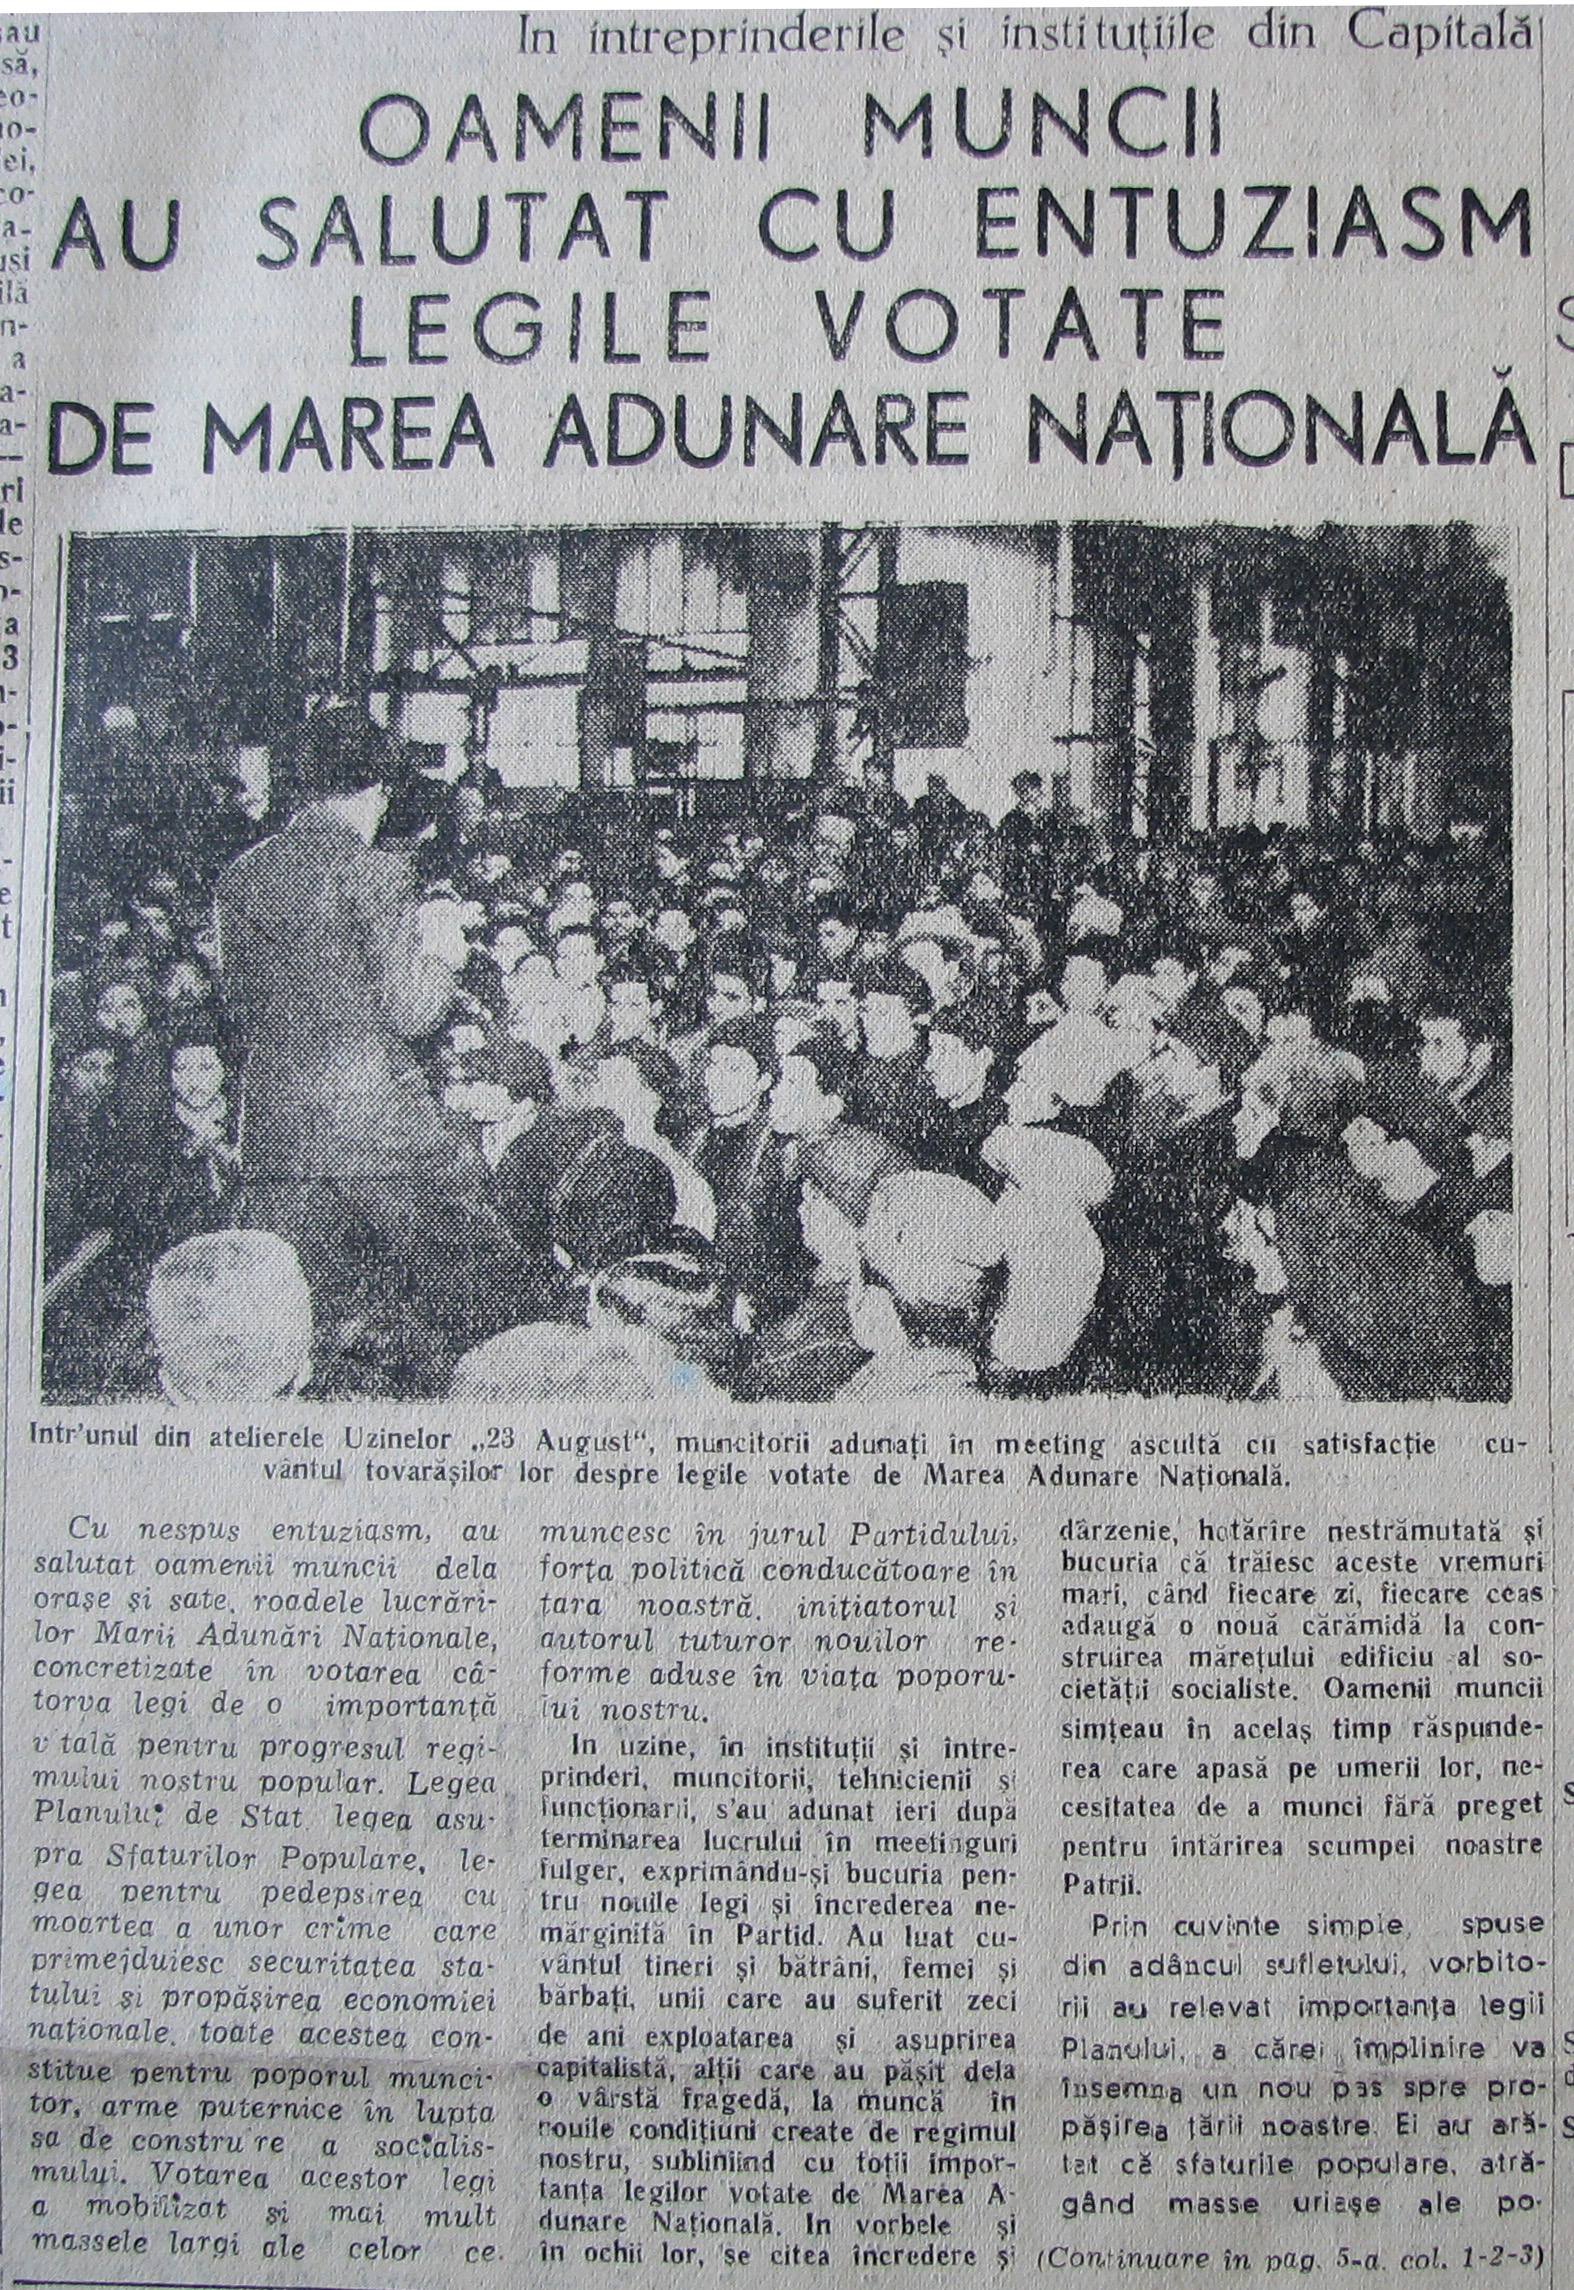 In întreprinderile și instituțiile din Capitală
OAMENII MUNCII
AU SALUTAT CU ENTUZIASM
LEGILE VOTATE
DE MAREA ADUNARE NAȚIONALĂ
Intr'unul din atelierele Uzinelor „23 August“, muncitorii adunați în meeting ascultă cu satisfacție cu-
vântul tovarășilor lor despre legile votate de Marea Adunare Națională.
Cu nespus entuziasm, au
salutat oamenii muncii dela
orașe și sate, roadele lucrări-
lor Marii Adunări Naționale,
concretizate în votarea câ-
torva legi de o importanță
v tală pentru progresul regi-
mului nostru popular. Legea
Planului de Stat, legea asu-
pra Sfaturilor Populare, le-
gea pentru pedepsirea cu
moartea a unor crime care
primejduiesc securitatea sta-
tului și propășirea economiei
naționale, toate acestea con-
stitue pentru poporul munci-
tor, arme puternice în lupta
sa de construire a socialis-
mului. Votarea acestor legi
a mobilizat și mai mult
massele largi ale celor ce
muncesc în jurul Partidului,
forța politică conducătoare în
țara noastră, inițiatorul și
autorul tuturor nouilor re-
forme aduse în viața poporu-
lui nostru.
In uzine, în instituții și între-
prinderi, muncitorii, tehnicienii și
funcționarii, s'au adunat ieri după
terminarea lucrului în meetinguri
fulger, exprimându-și bucuria pen-
tru nouile legi și încrederea ne-
mărginită în Partid. Au luat cu-
vântul tineri și bătrâni, femei și
bărbați, unii care au suferit zeci
de ani exploatarea și asuprirea
capitalistă, alții care au pășit dela
o vârstă fragedă, la muncă în
nouile condițiuni create de regimul
nostru, subliniind cu toții impor-
tanța legilor votate de Marea A-
dunare Națională. In vorbele și
în ochii lor, se citea încredere și
dârzenie, hotărîre nestrămutată și
bucuria că trăiesc aceste vremuri
mari, când fiecare zi, fiecare ceas
adaugă o nouă cărămidă la con-
struirea mărețului edificiu al so-
cietății socialiste. Oamenii muncii
simțeau în acelaș timp răspunde-
rea care apasă pe umerii lor, ne-
cesitatea de a munci fără preget
pentru întărirea scumpei noastre
Patrii.
Prin cuvinte simple, spuse
din adâncul sufletului, vorbito-
rii au relevat importanța legii
Planului, a cărei împlinire va
însemna un nou pas spre pro-
pășirea țării noastre. Ei au ară-
tat că sfaturile populare, atră-
gând masse uriașe ale po-
(Continuare în pag. 5-a. col. 1-2-3)